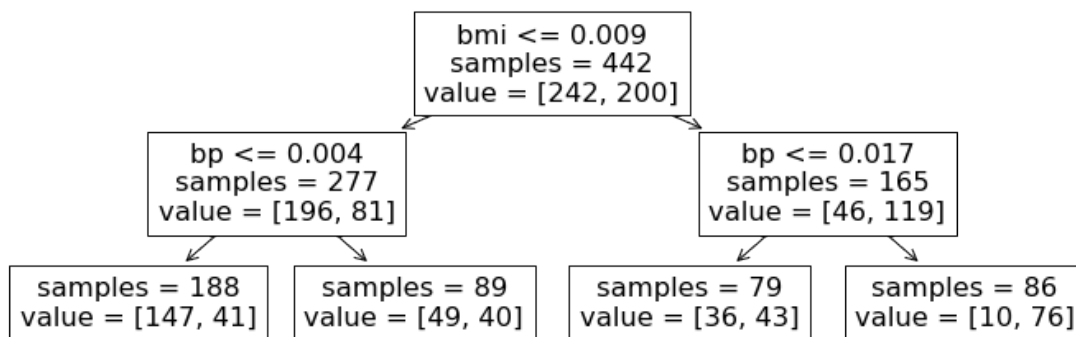 bmi <= 0.009
samples = 442
value = [242, 200]
bp <= 0.004
samples = 277
value = [196, 81]
bp <= 0.017
samples = 165
value = [46, 119]
samples = 188
value = [147, 41]
samples = 89
value = [49, 40]
samples = 79
value = [36, 43]
samples = 86
value = [10, 76]